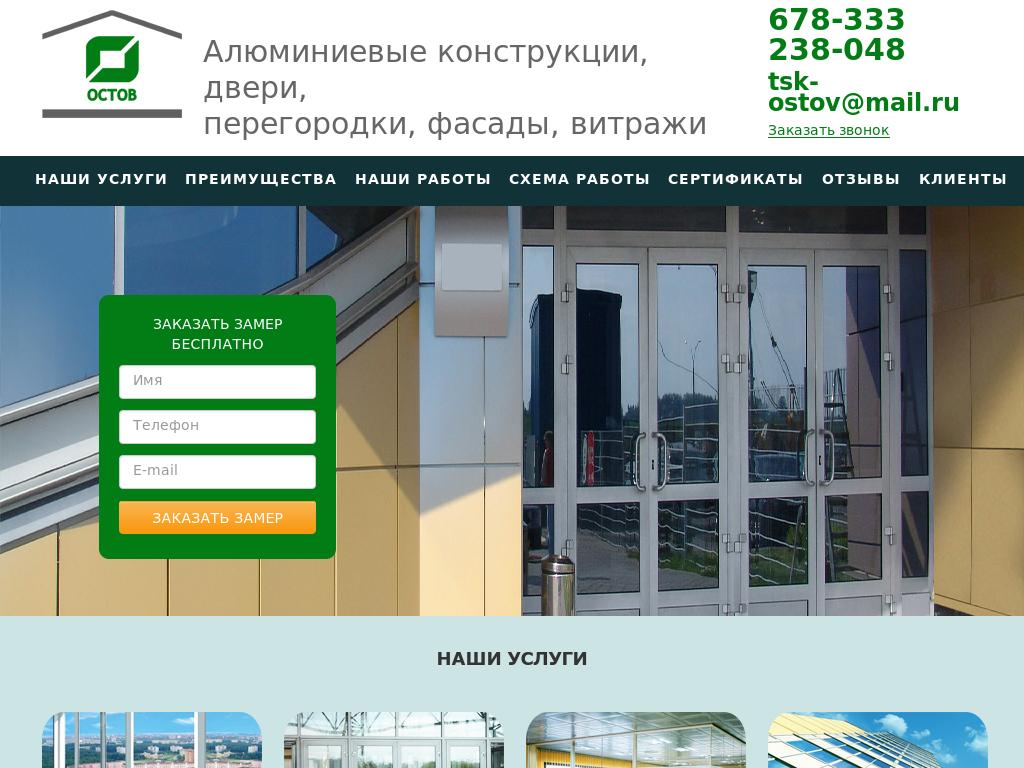 ОСТОВ
Алюминиевые конструкции,
двери,
перегородки, фасады, витражи
678-333
238-048
tsk-
ostov@mail.ru
Заказать звонок
НАШИ УСЛУГИ ПРЕИМУЩЕСТВА НАШИ РАБОТЫ СХЕМА РАБОТЫ СЕРТИФИКАТЫ ОТЗЫВЫ КЛИЕНТЫ
ЗАКАЗАТЬ ЗАМЕР
БЕСПЛАТНО
Имя
Телефон
E-mail
ЗАКАЗАТЬ ЗАМЕР
НАШИ УСЛУГИ